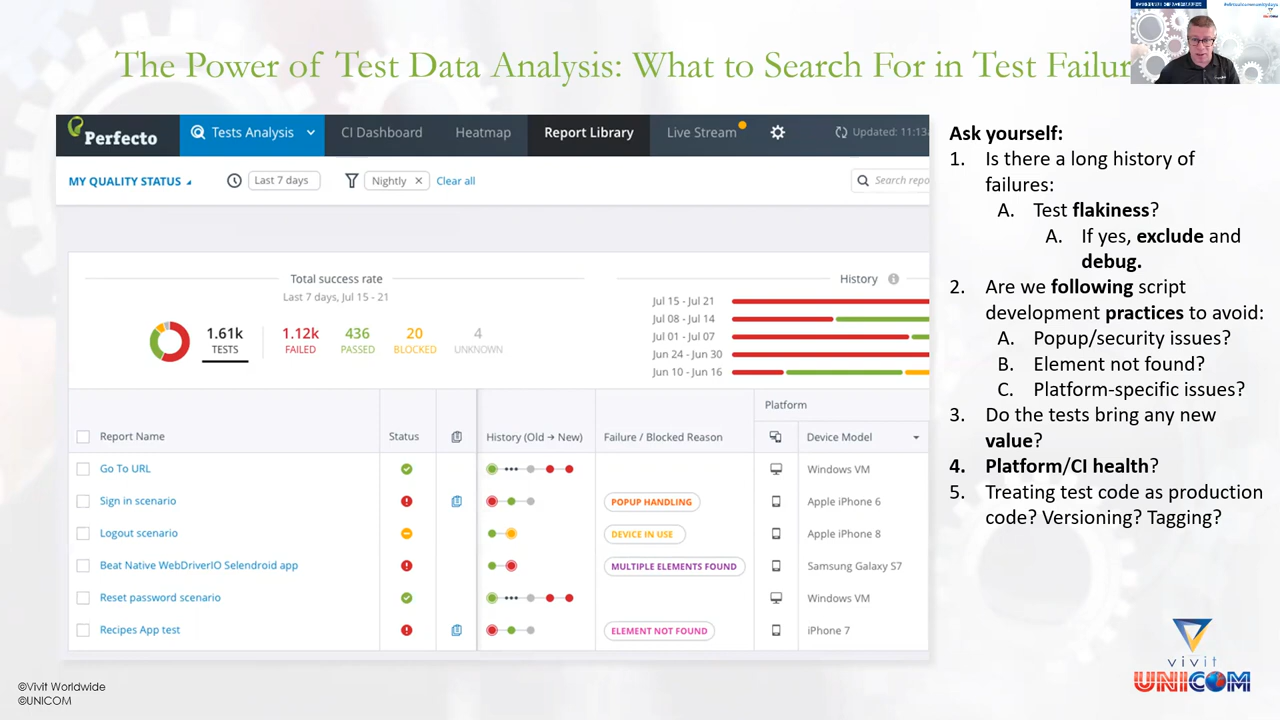 The Power of Test Data Analysis: What to Search For in Test Failur
Perfecto
Tests Analysis
CI Dashboard
Heatmap
Report Library
Live Stream
Updated: 11:13
MY QUALITY STATUS
Last 7 days
Nightly ×
Clear all
Search repo
Total success rate
Last 7 days, Jul 15 - 21
1.61k
TESTS
1.12k
FAILED
436
PASSED
20
BLOCKED
4
UNKNOWN
History
Jul 15 - Jul 21
Jul 08 - Jul 14
Jul 01 - Jul 07
Jun 24 - Jun 30
Jun 10 - Jun 16
Platform
Report Name Status History (Old → New) Failure / Blocked Reason Device Model
Go To URL Windows VM
Sign in scenario POPUP HANDLING Apple iPhone 6
Logout scenario DEVICE IN USE Apple iPhone 8
Beat Native WebDriverIO Selendroid app MULTIPLE ELEMENTS FOUND Samsung Galaxy S7
Reset password scenario Windows VM
Recipes App test ELEMENT NOT FOUND iPhone 7
Ask yourself:
1. Is there a long history of
failures:
A. Test flakiness?
A. If yes, exclude and
debug.
2. Are we following script
development practices to avoid:
A. Popup/security issues?
B. Element not found?
C. Platform-specific issues?
3. Do the tests bring any new
value?
4. Platform/CI health?
5. Treating test code as production
code? Versioning? Tagging?
vivit
UNICOM
©Vivit Worldwide
©UNICOM